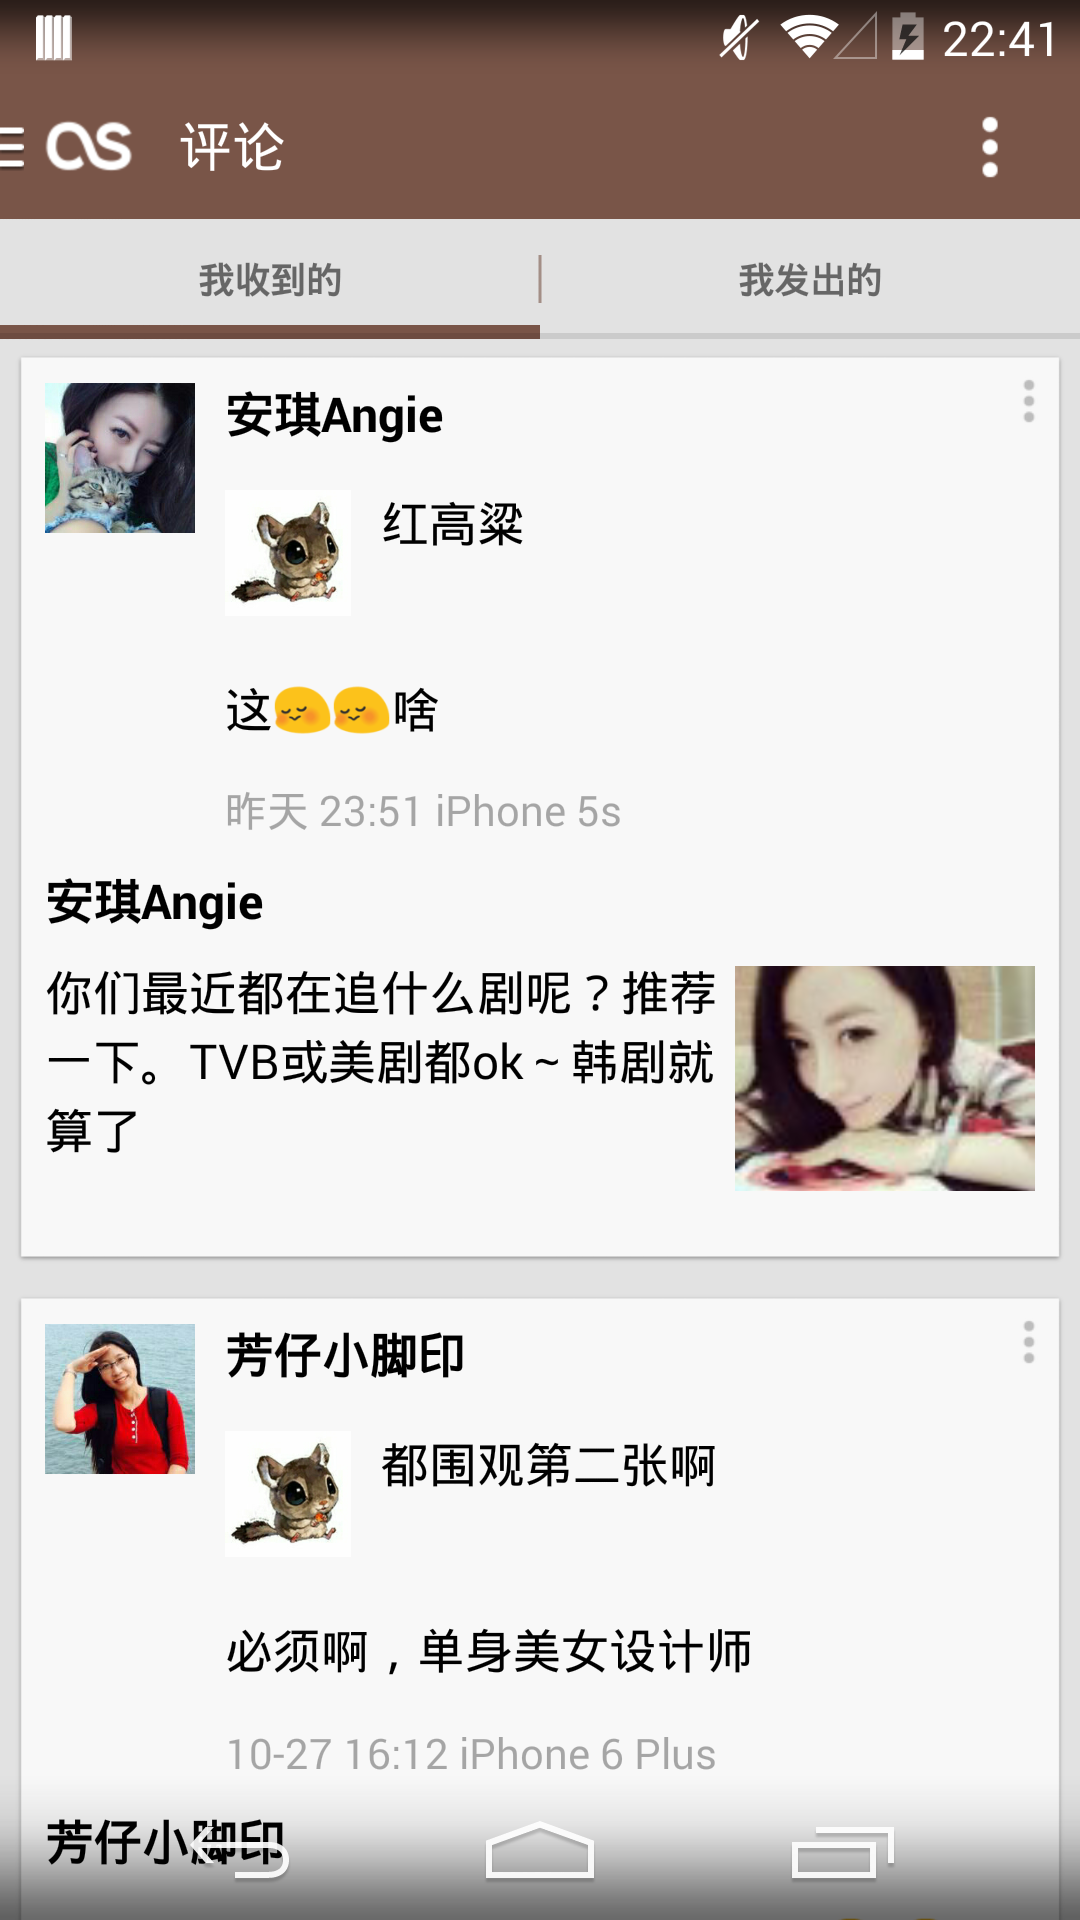 22:41
评论
我收到的
我发出的
安琪Angie
红高粱
这😌😌啥
昨天 23:51 iPhone 5s
安琪Angie
你们最近都在追什么剧呢？推荐
一下。TVB或美剧都ok～韩剧就
算了
芳仔小脚印
都围观第二张啊
必须啊，单身美女设计师
10-27 16:12 iPhone 6 Plus
芳仔小脚印